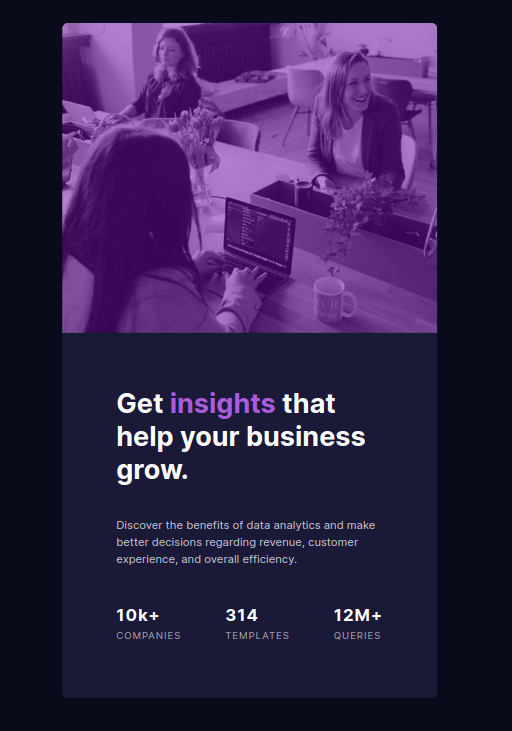 Get insights that
help your business
grow.
Discover the benefits of data analytics and make
better decisions regarding revenue, customer
experience, and overall efficiency.
10k+ 314 12M+
COMPANIES TEMPLATES QUERIES